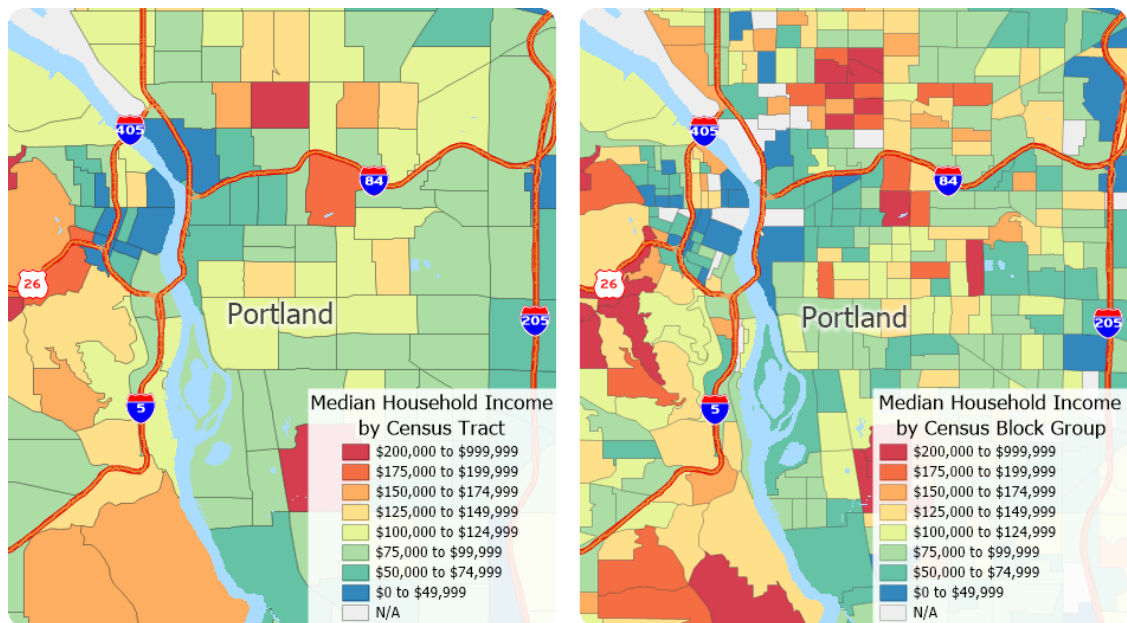 405
84
26
Portland
205
5
Median Household Income
by Census Tract
$200,000 to $999,999
$175,000 to $199,999
$150,000 to $174,999
$125,000 to $149,999
$100,000 to $124,999
$75,000 to $99,999
$50,000 to $74,999
$0 to $49,999
N/A
405
84
26
Portland
205
5
Median Household Income
by Census Block Group
$200,000 to $999,999
$175,000 to $199,999
$150,000 to $174,999
$125,000 to $149,999
$100,000 to $124,999
$75,000 to $99,999
$50,000 to $74,999
$0 to $49,999
N/A